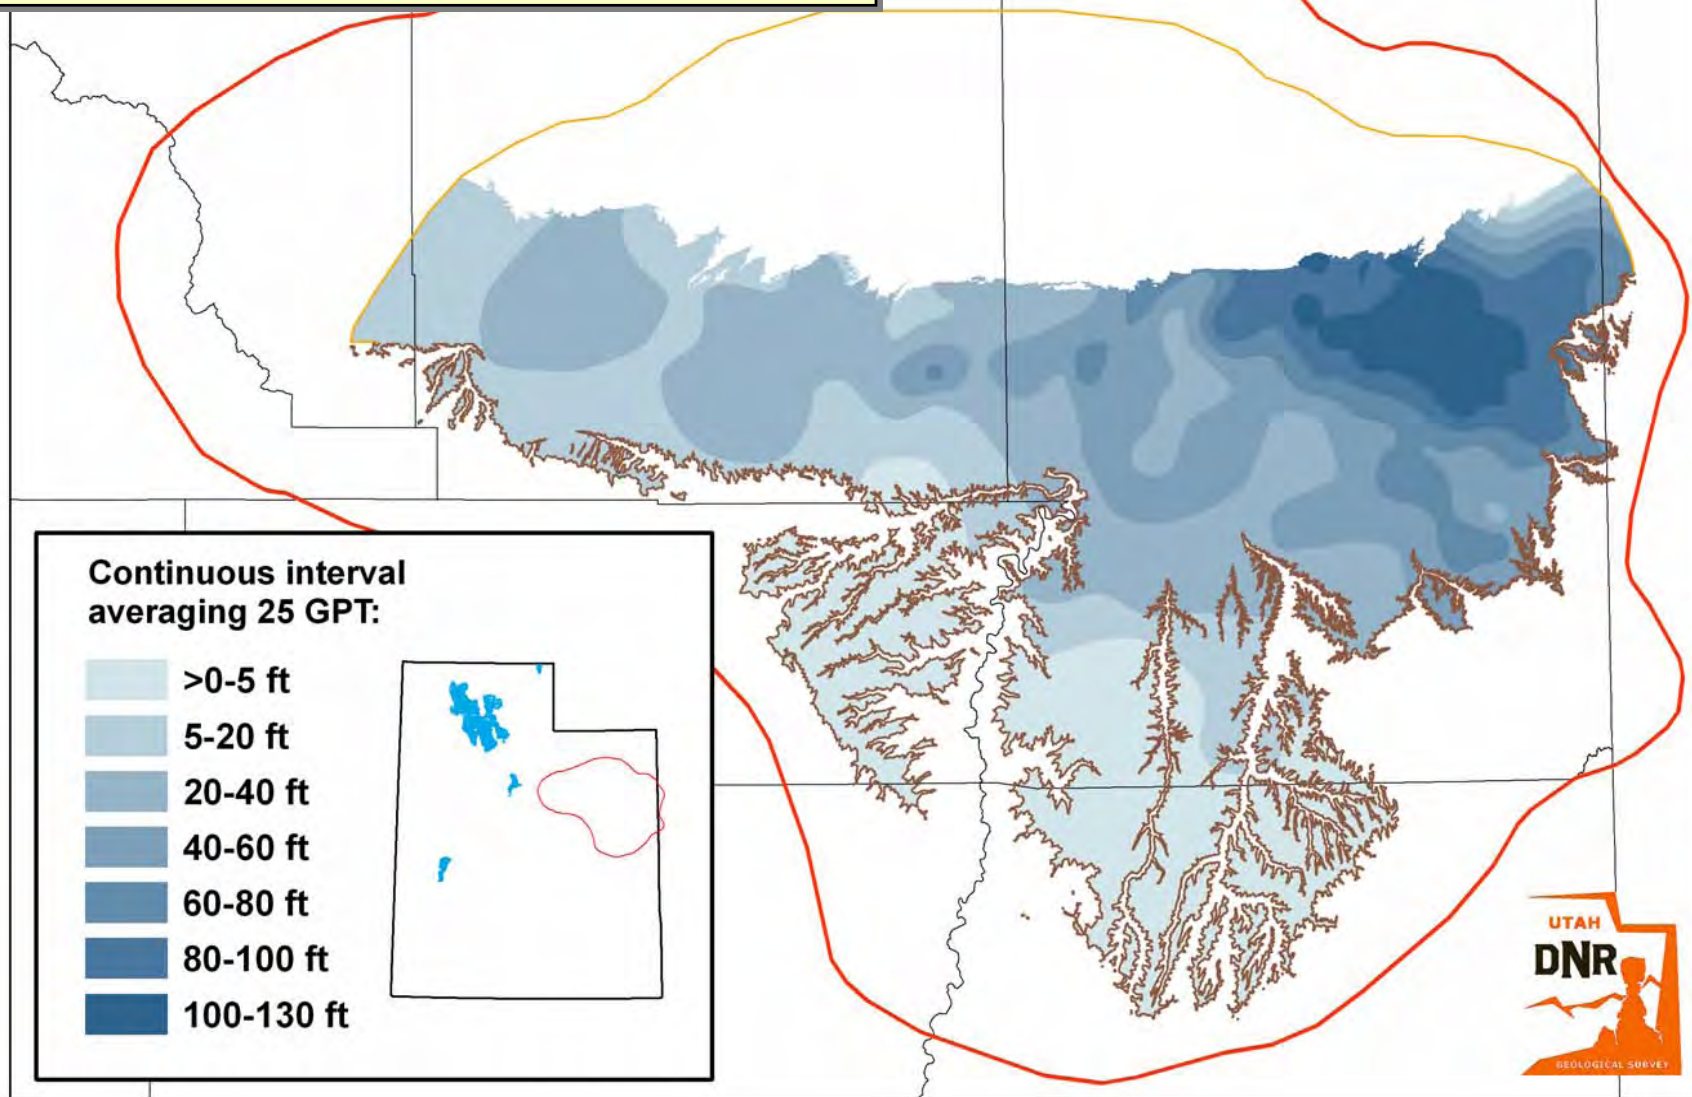 Continuous interval
averaging 25 GPT:
>0-5 ft
5-20 ft
20-40 ft
40-60 ft
60-80 ft
80-100 ft
100-130 ft
UTAH
DNR
GEOLOGICAL SURVEY